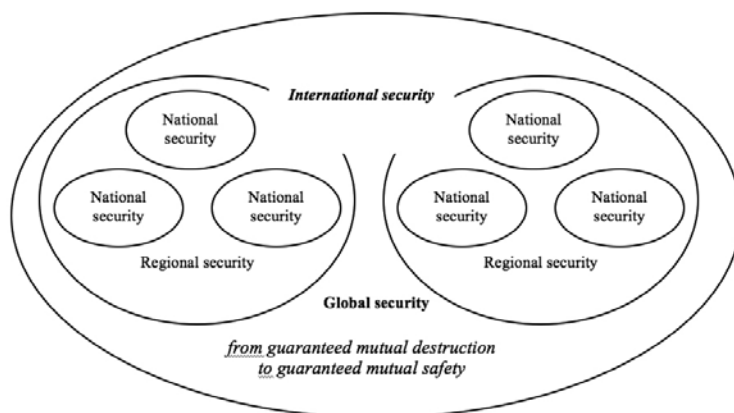 International security
National
security
National
security
National
security
National
security
National
security
National
security
Regional security
Regional security
Global security
from guaranteed mutual destruction
to guaranteed mutual safety